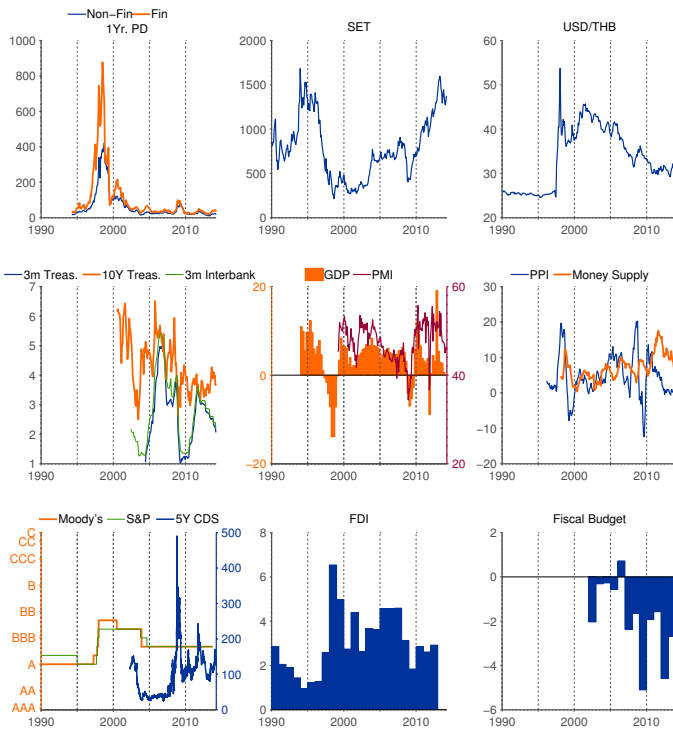 Non−Fin Fin
1Yr. PD
1000
800
600
400
200
0
1990 2000 2010
SET
2000
1500
1000
500
0
1990 2000 2010
USD/THB
60
50
40
30
20
1990 2000 2010
3m Treas. 10Y Treas. 3m Interbank
7
6
5
4
3
2
1
1990 2000 2010
GDP PMI
20 60
0 40
−20 20
1990 2000 2010
PPI Money Supply
30
20
10
0
−10
−20
1990 2000 2010
Moody's S&P 5Y CDS
C 500
CC
CCC 400
B 300
BB
BBB 200
A
AA 100
AAA 0
1990 2000 2010
FDI
8
6
4
2
0
1990 2000 2010
Fiscal Budget
2
0
−2
−4
−6
1990 2000 2010